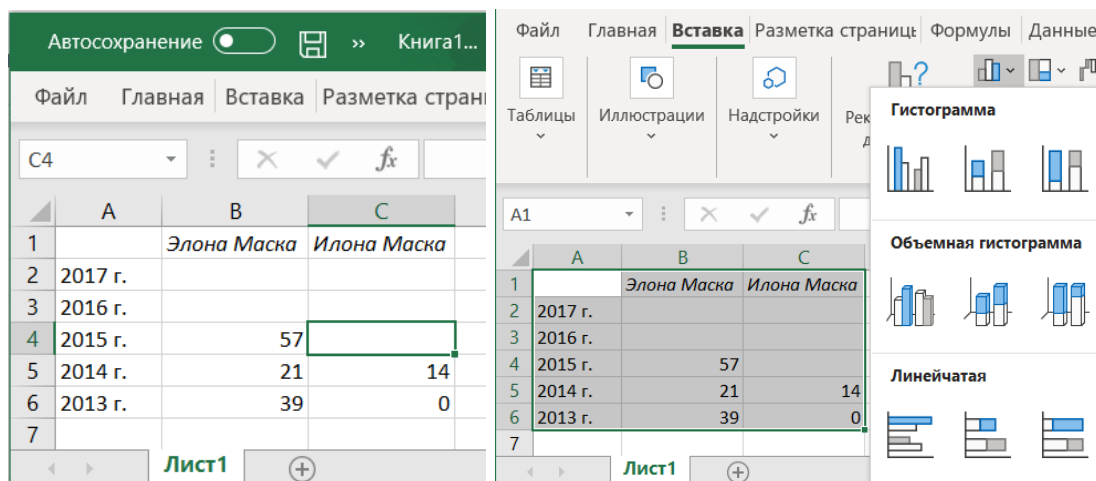 Автосохранение
»
Книга1...
Файл Главная Вставка Разметка
C4
fx
A B C
1 Элона Маска Илона Маска
2 2017 г.
3 2016 г.
4 2015 г. 57
5 2014 г. 21 14
6 2013 г. 39 0
7
Лист1
Файл Главная Вставка Разметка страниць Формулы Данные
Таблицы Иллюстрации Надстройки Рек
A1
fx
A B C
1 Элона Маска Илона Маска
2 2017 г.
3 2016 г.
4 2015 г. 57
5 2014 г. 21 14
6 2013 г. 39 0
7
Лист1
Гистограмма
Объемная гистограмма
Линейчатая